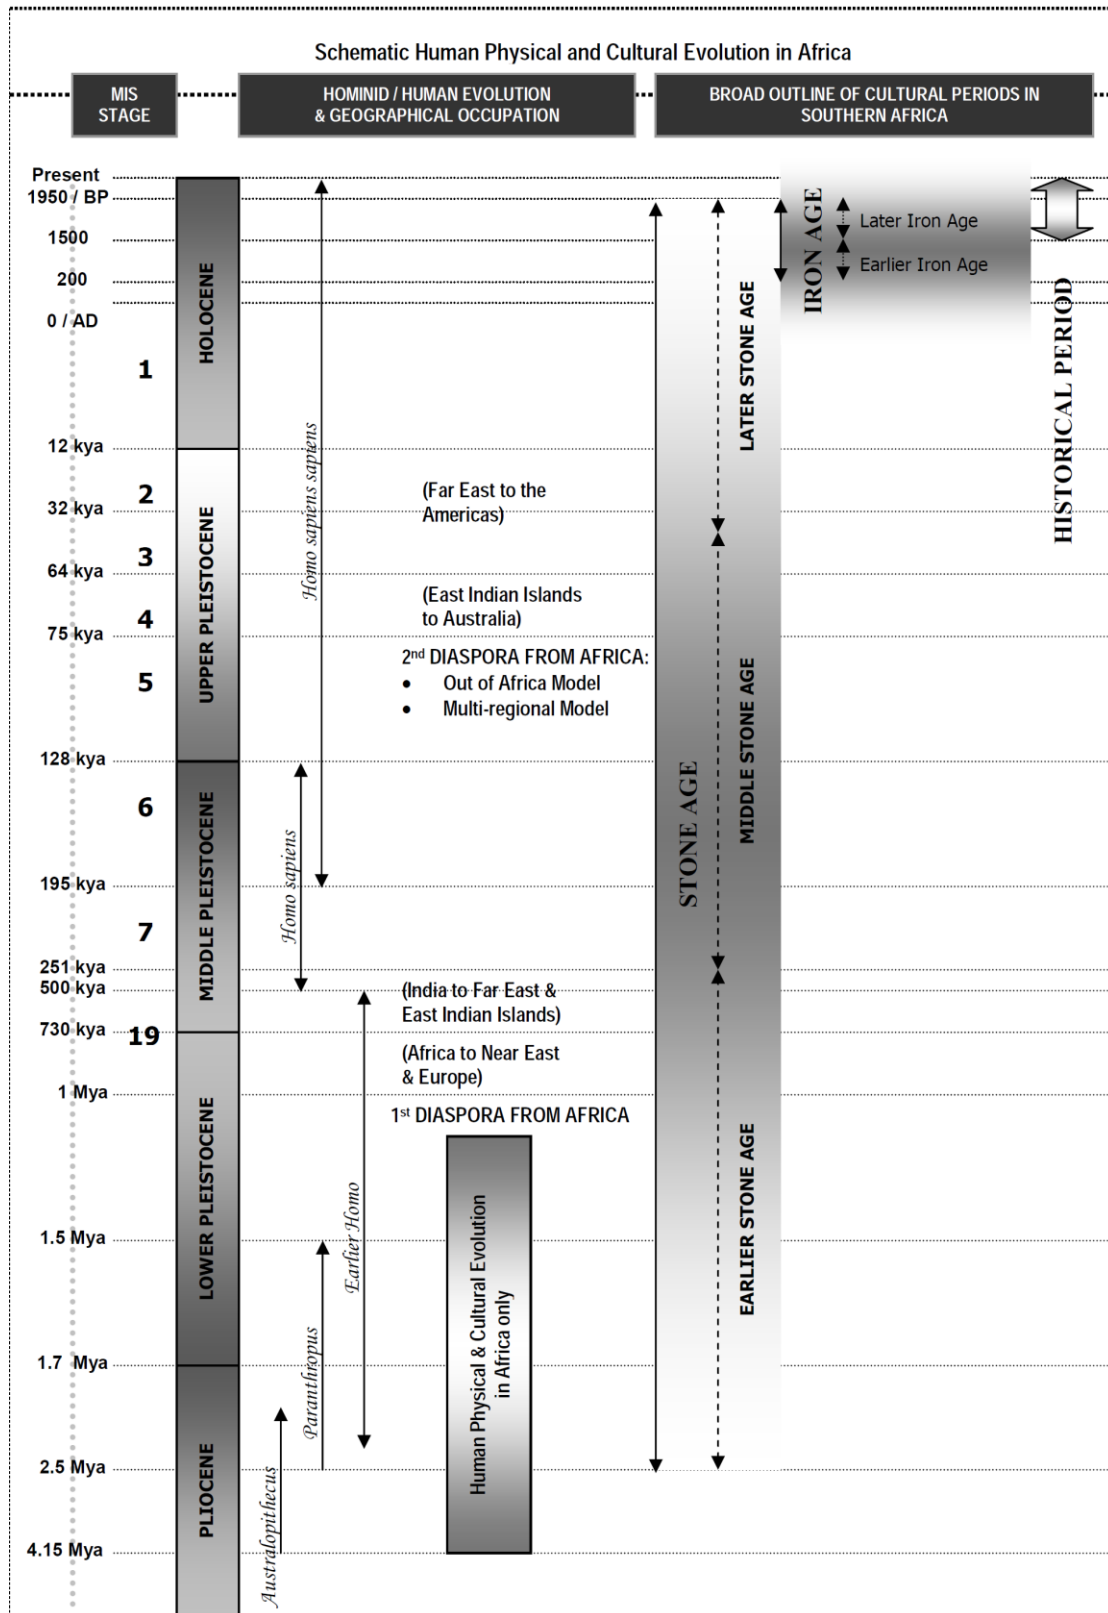 Schematic Human Physical and Cultural Evolution in Africa
MIS
STAGE
HOMINID / HUMAN EVOLUTION
& GEOGRAPHICAL OCCUPATION
BROAD OUTLINE OF CULTURAL PERIODS IN
SOUTHERN AFRICA
Present
1950 / BP
1500
200
0 / AD
12 kya
32 kya
64 kya
75 kya
128 kya
195 kya
251 kya
500 kya
730 kya
1 Mya
1.5 Mya
1.7 Mya
2.5 Mya
4.15 Mya
1
2
3
4
5
6
7
19
HOLOCENE
UPPER PLEISTOCENE
MIDDLE PLEISTOCENE
LOWER PLEISTOCENE
PLIOCENE
Homo sapiens sapiens
Homo sapiens
Earlier Homo
Paranthropus
Australopithecus
(Far East to the
Americas)
(East Indian Islands
to Australia)
2nd DIASPORA FROM AFRICA:
• Out of Africa Model
• Multi-regional Model
(India to Far East &
East Indian Islands)
(Africa to Near East
& Europe)
1st DIASPORA FROM AFRICA
Human Physical & Cultural Evolution
in Africa only
STONE AGE
LATER STONE AGE
MIDDLE STONE AGE
EARLIER STONE AGE
IRON AGE
Later Iron Age
Earlier Iron Age
HISTORICAL PERIOD